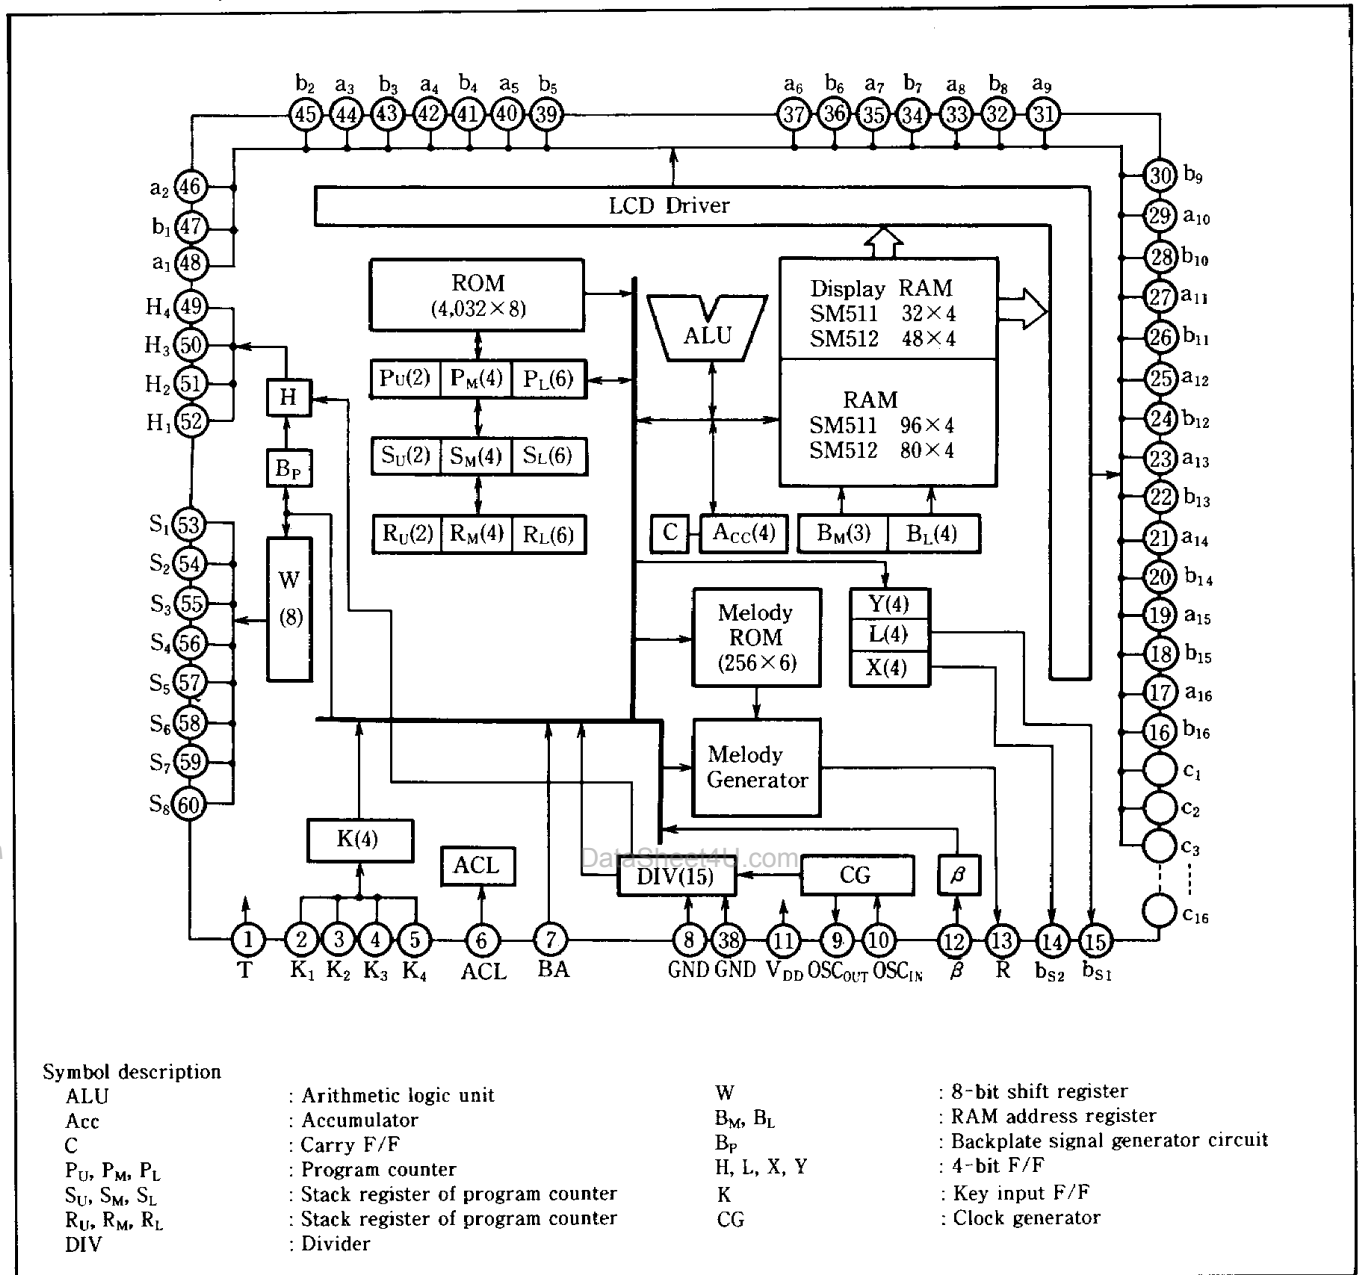 b2 a3 b3 a4 b4 a5 b5 a6 b6 a7 b7 a8 b8 a9
45 44 43 42 41 40 39 37 36 35 34 33 32 31
a2 46
b1 47
a1 48
H4 49
H3 50
H2 51
H1 52
S1 53
S2 54
S3 55
S4 56
S5 57
S6 58
S7 59
S8 60
LCD Driver
ROM
(4,032×8)
PU(2) PM(4) PL(6)
SU(2) SM(4) SL(6)
RU(2) RM(4) RL(6)
H
BP
W
(8)
ALU
Display RAM
SM511 32×4
SM512 48×4
RAM
SM511 96×4
SM512 80×4
C ACC(4) BM(3) BL(4)
Y(4)
L(4)
X(4)
Melody
ROM
(256×6)
Melody
Generator
K(4)
ACL
DataSheet4U.com
DIV(15)
CG
β
30 b9
29 a10
28 b10
27 a11
26 b11
25 a12
24 b12
23 a13
22 b13
21 a14
20 b14
19 a15
18 b15
17 a16
16 b16
c1
c2
c3
c16
1 2 3 4 5 6 7 8 38 11 9 10 12 13 14 15
T K1 K2 K3 K4 ACL BA GND GND VDD OSCOUT OSCIN β R bS2 bS1
Symbol description
ALU : Arithmetic logic unit
Acc : Accumulator
C : Carry F/F
PU, PM, PL : Program counter
SU, SM, SL : Stack register of program counter
RU, RM, RL : Stack register of program counter
DIV : Divider
W : 8-bit shift register
BM, BL : RAM address register
BP : Backplate signal generator circuit
H, L, X, Y : 4-bit F/F
K : Key input F/F
CG : Clock generator